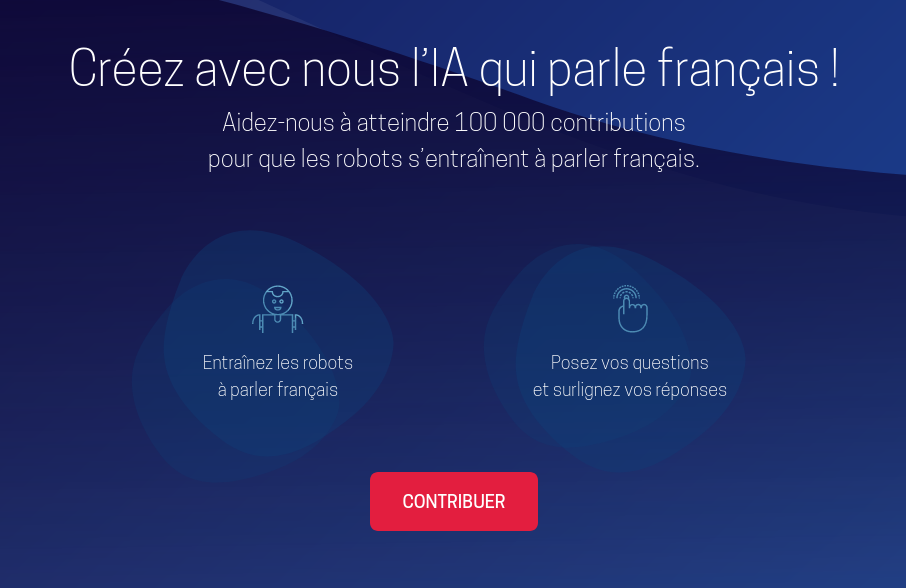 Créez avec nous l’IA qui parle français !
Aidez-nous à atteindre 100 000 contributions
pour que les robots s’entraînent à parler français.
Entraînez les robots
à parler français
Posez vos questions
et surlignez vos réponses
CONTRIBUER